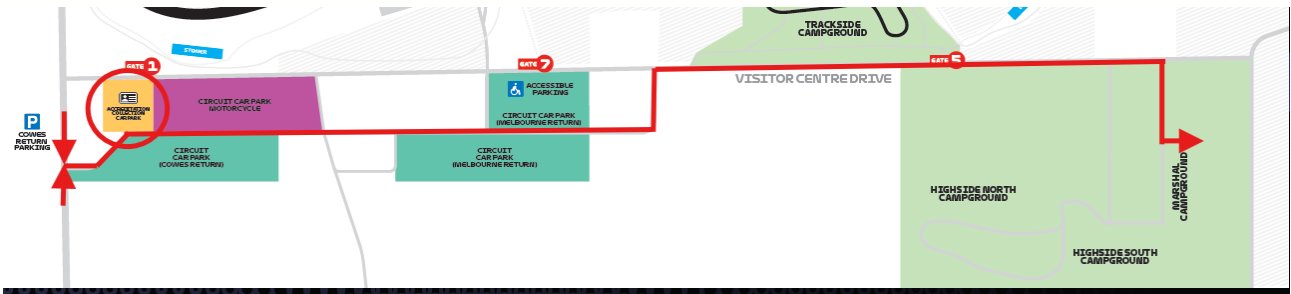 TRACKSIDE
CAMPGROUND
GATE 1
GATE 7
GATE 5
VISITOR CENTRE DRIVE
ACCREDITATION
COLLECTION
CAR PARK
CIRCUIT CAR PARK
MOTORCYCLE
ACCESSIBLE
PARKING
CIRCUIT CAR PARK
(MELBOURNE RETURN)
P
COWES
RETURN
PARKING
CIRCUIT
CAR PARK
(COWES RETURN)
CIRCUIT
CAR PARK
(MELBOURNE RETURN)
HIGHSIDE NORTH
CAMPGROUND
MARSHAL
CAMPGROUND
HIGHSIDE SOUTH
CAMPGROUND